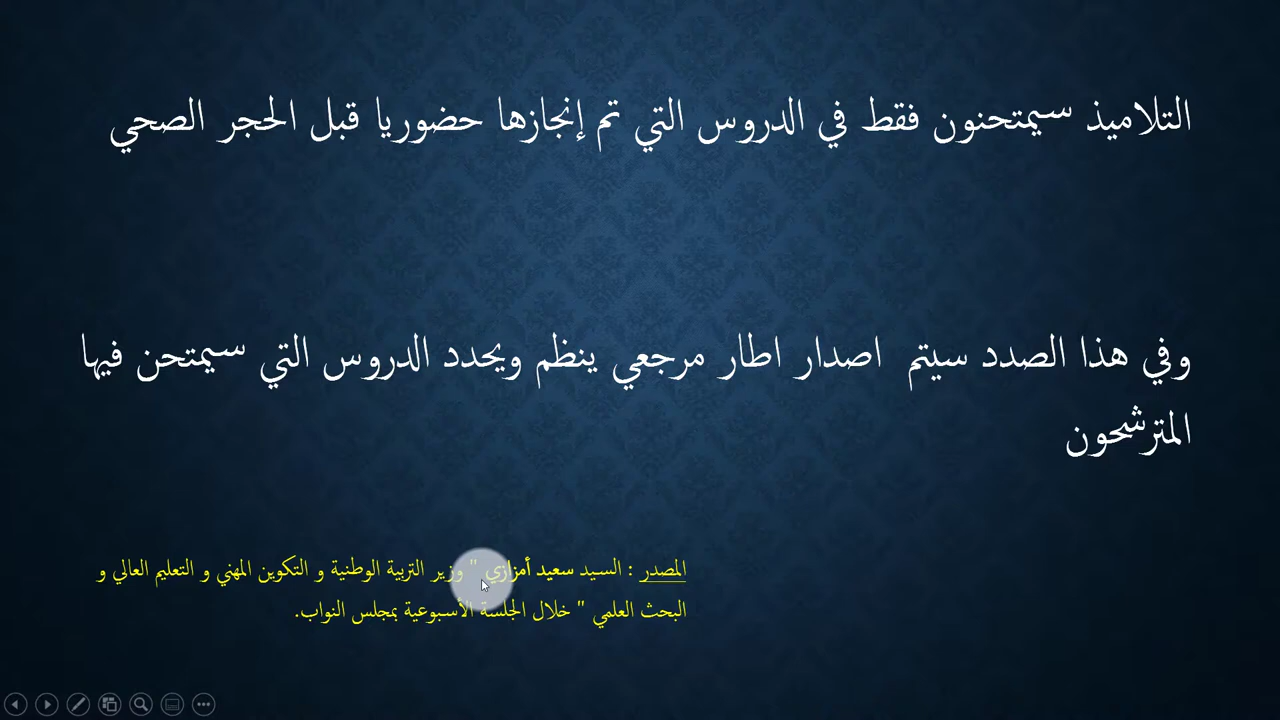 التلاميذ سيمتحنون فقط في الدروس التي تم إنجازها حضوريا قبل الحجر الصحي
وفي هذا الصدد سيتم اصدار اطار مرجعي ينظم ويحدد الدروس التي سيمتحن فيها
المترشحون
المصدر : السيد سعيد أمزازي " وزير التربية الوطنية و التكوين المهني و التعليم العالي و
البحث العلمي " خلال الجلسة الأسبوعية بمجلس النواب.